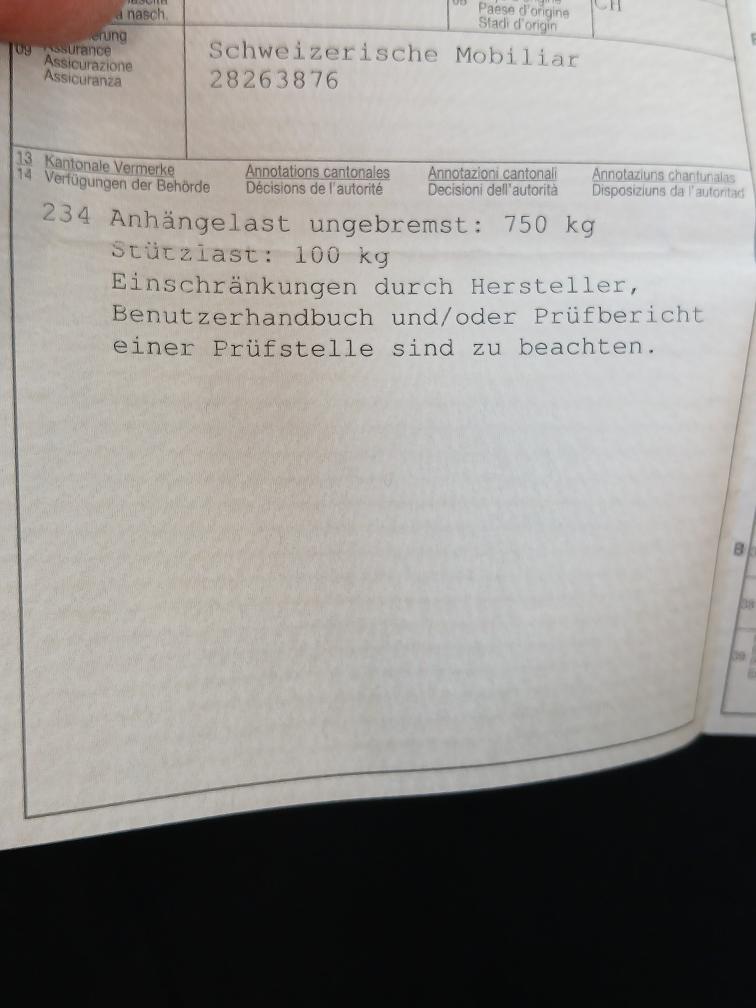 a nasch.
Paese d'origine
Stadi d'origin
CH
09 Assurance
Assicurazione
Assicuranza
Schweizerische Mobiliar
28263876
13 Kantonale Vermerke Annotations cantonales Annotazioni cantonali Annotaziuns chantunalas
14 Verfügungen der Behörde Décisions de l'autorité Decisioni dell'autorità Disposiziuns da l'autoritad
234 Anhängelast ungebremst: 750 kg
Stützlast: 100 kg
Einschränkungen durch Hersteller,
Benutzerhandbuch und/oder Prüfbericht
einer Prüfstelle sind zu beachten.
B
38
39